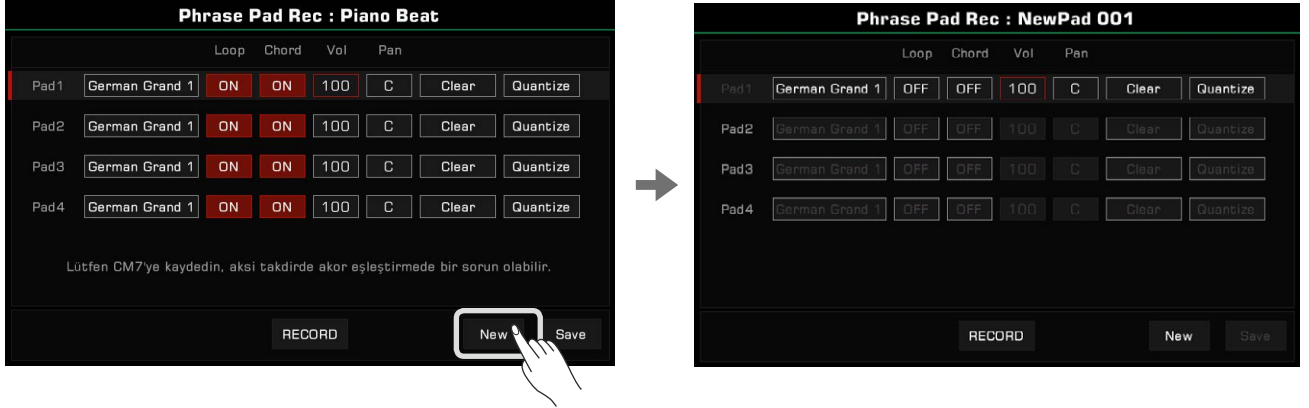 Phrase Pad Rec : Piano Beat
Loop Chord Vol Pan
Pad1 German Grand 1 ON ON 100 C Clear Quantize
Pad2 German Grand 1 ON ON 100 C Clear Quantize
Pad3 German Grand 1 ON ON 100 C Clear Quantize
Pad4 German Grand 1 ON ON 100 C Clear Quantize
Lütfen CM7'ye kaydedin, aksi takdirde akor eşleştirmede bir sorun olabilir.
RECORD New Save
Phrase Pad Rec : NewPad 001
Loop Chord Vol Pan
Pad1 German Grand 1 OFF OFF 100 C Clear Quantize
Pad2 German Grand 1 OFF OFF 100 C Clear Quantize
Pad3 German Grand 1 OFF OFF 100 C Clear Quantize
Pad4 German Grand 1 OFF OFF 100 C Clear Quantize
RECORD New Save